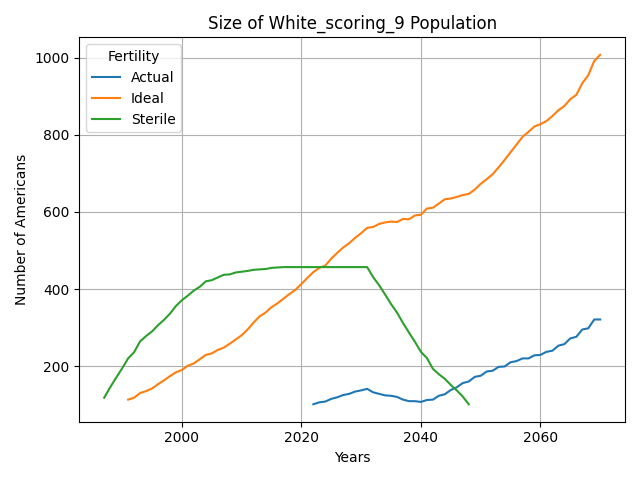 Size of White_scoring_9 Population
Fertility
Actual
Ideal
Sterile
Number of Americans
1000
800
600
400
200
2000
2020
2040
2060
Years